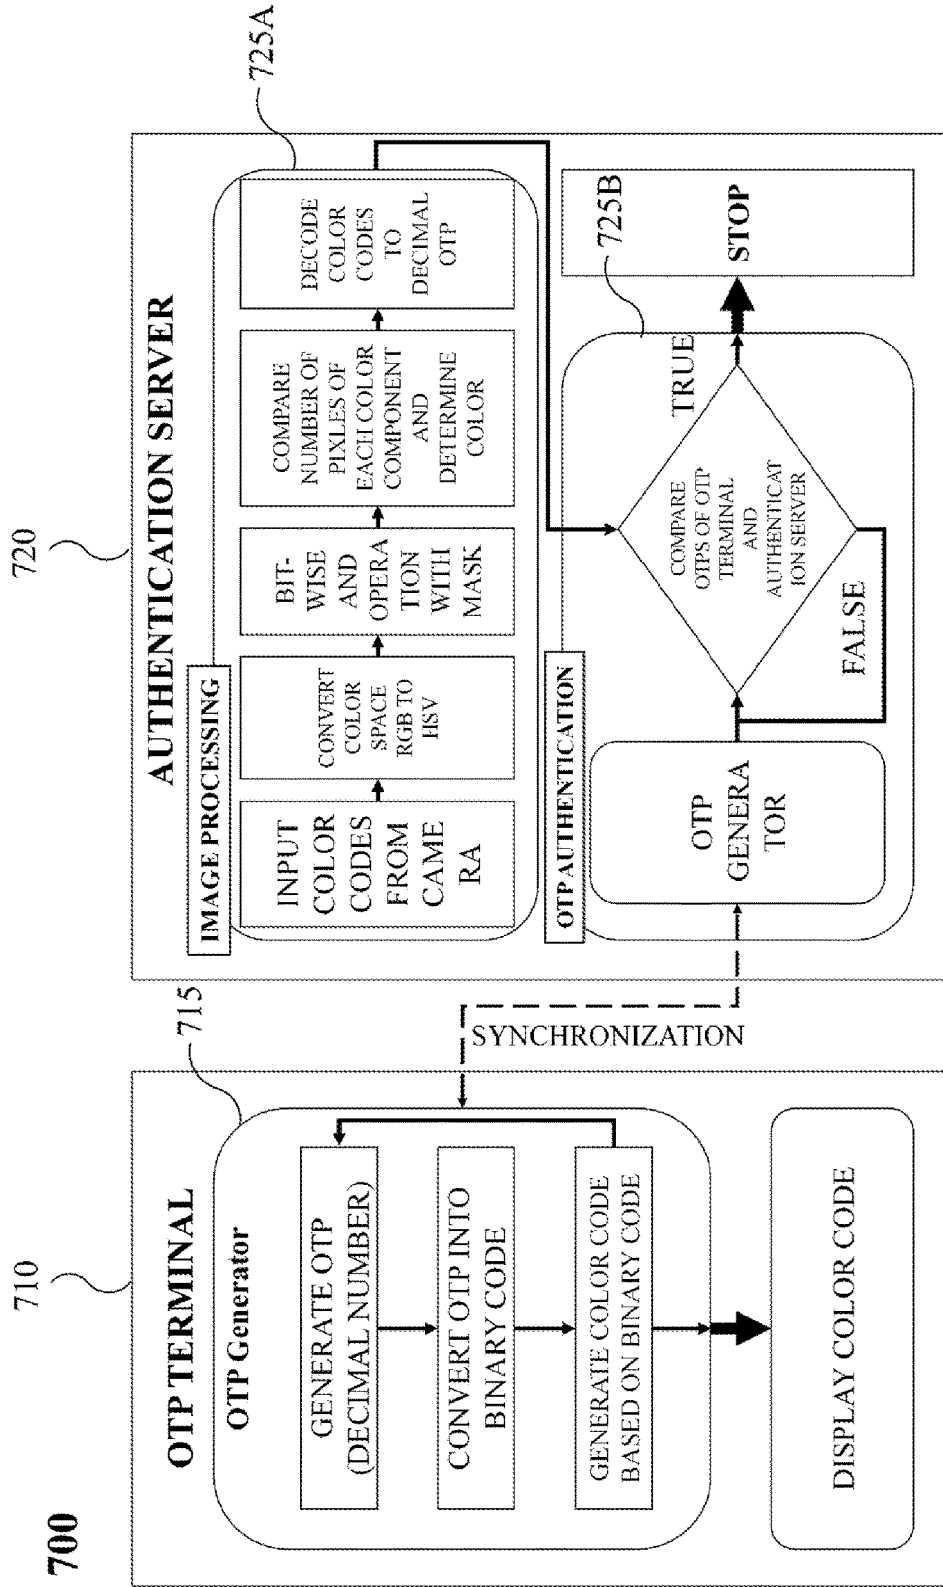 700
710
OTP TERMINAL
715
OTP Generator
GENERATE OTP
(DECIMAL NUMBER)
CONVERT OTP INTO
BINARY CODE
GENERATE COLOR CODE
BASED ON BINARY CODE
DISPLAY COLOR CODE
SYNCHRONIZATION
720
AUTHENTICATION SERVER
725A
IMAGE PROCESSING
INPUT
COLOR
CODES
FROM
CAME
RA
CONVERT
COLOR
SPACE
RGB TO
HSV
BIT-
WISE
AND
OPERA
TION
WITH
MASK
COMPARE
NUMBER OF
PIXLES OF
EACH COLOR
COMPONENT
AND
DETERMINE
COLOR
DECODE
COLOR
CODES
TO
DECIMAL
OTP
OTP AUTHENTICATION
725B
OTP
GENERA
TOR
COMPARE
OTPS OF OTP
TERMINAL
AND
AUTHENTICAT
ION SERVER
TRUE
FALSE
STOP